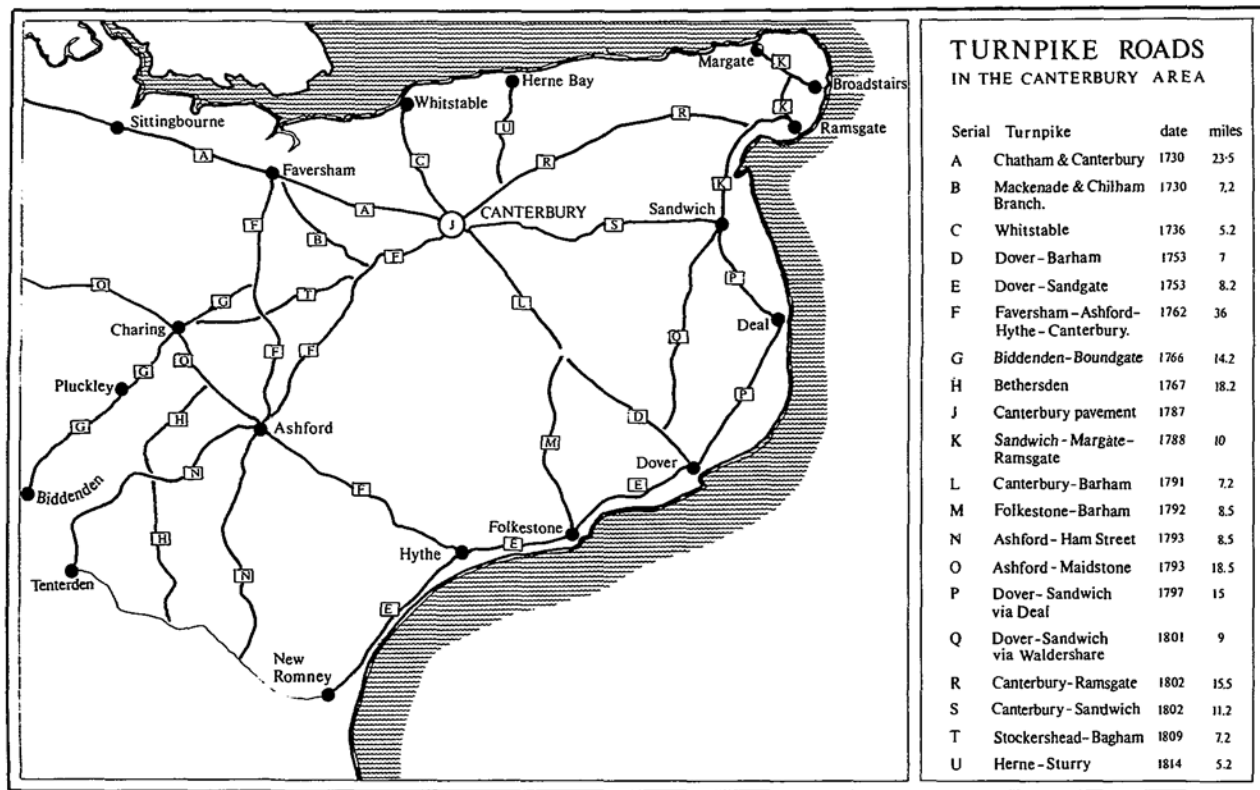 Margate
K
Broadstairs
Herne Bay
Whitstable
K
Ramsgate
Sittingbourne
U
R
A
C
R
Faversham
K
A
J
CANTERBURY
Sandwich
S
F
B
F
P
O
G
T
L
Deal
Charing
Q
O
F
F
G
P
Pluckley
H
D
G
Ashford
M
N
Dover
F
E
Biddenden
Folkestone
H
Hythe
E
Tenterden
N
E
New
Romney
TURNPIKE ROADS
IN THE CANTERBURY AREA
Serial Turnpike date miles
A Chatham & Canterbury 1730 23·5
B Mackenade & Chilham 1730 7,2
Branch.
C Whitstable 1736 5.2
D Dover-Barham 1753 7
E Dover-Sandgate 1753 8.2
F Faversham-Ashford- 1762 36
Hythe-Canterbury.
G Biddenden-Boundgate 1766 14.2
H Bethersden 1767 18.2
J Canterbury pavement 1787
K Sandwich-Margate- 1788 10
Ramsgate
L Canterbury-Barham 1791 7,2
M Folkestone-Barham 1792 8.5
N Ashford-Ham Street 1793 8.5
O Ashford-Maidstone 1793 18.5
P Dover-Sandwich 1797 15
via Deal
Q Dover-Sandwich 1801 9
via Waldershare
R Canterbury-Ramsgate 1802 15.5
S Canterbury-Sandwich 1802 11.2
T Stockershead-Bagham 1809 7.2
U Herne-Sturry 1814 5.2